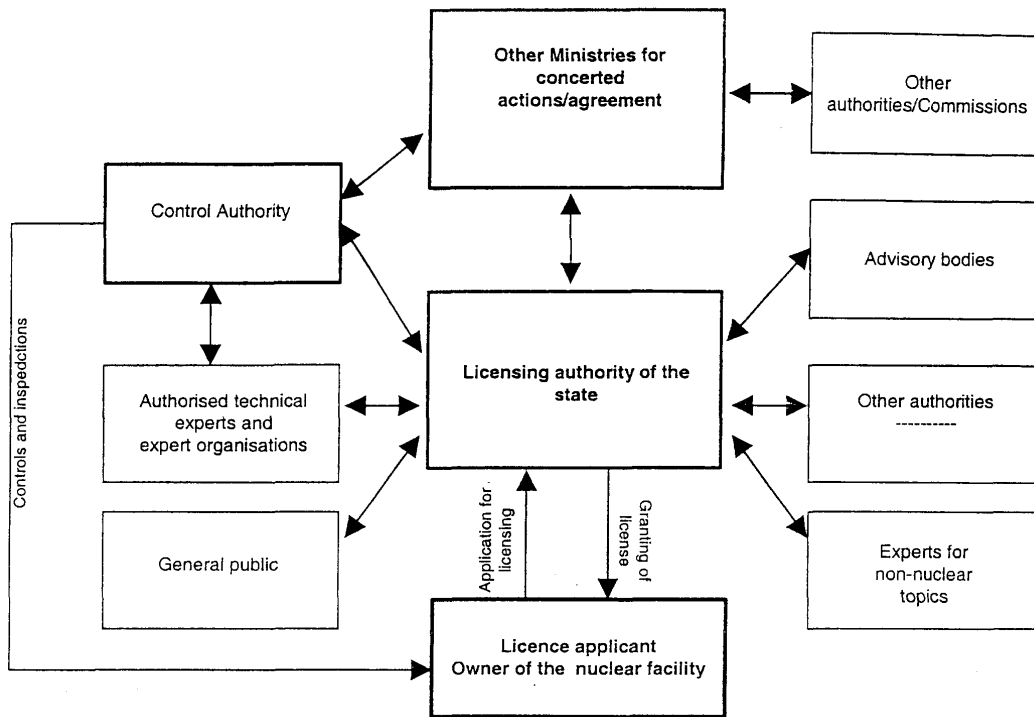 Other Ministries for
concerted
actions/agreement
Other
authorities/Commissions
Control Authority
Advisory bodies
Licensing authority of the
state
Authorised technical
experts and
expert organisations
Other authorities
----------
Controls and inspedctions
General public
Application for
licensing
Granting of
license
Experts for
non-nuclear
topics
Licence applicant
Owner of the nuclear facility